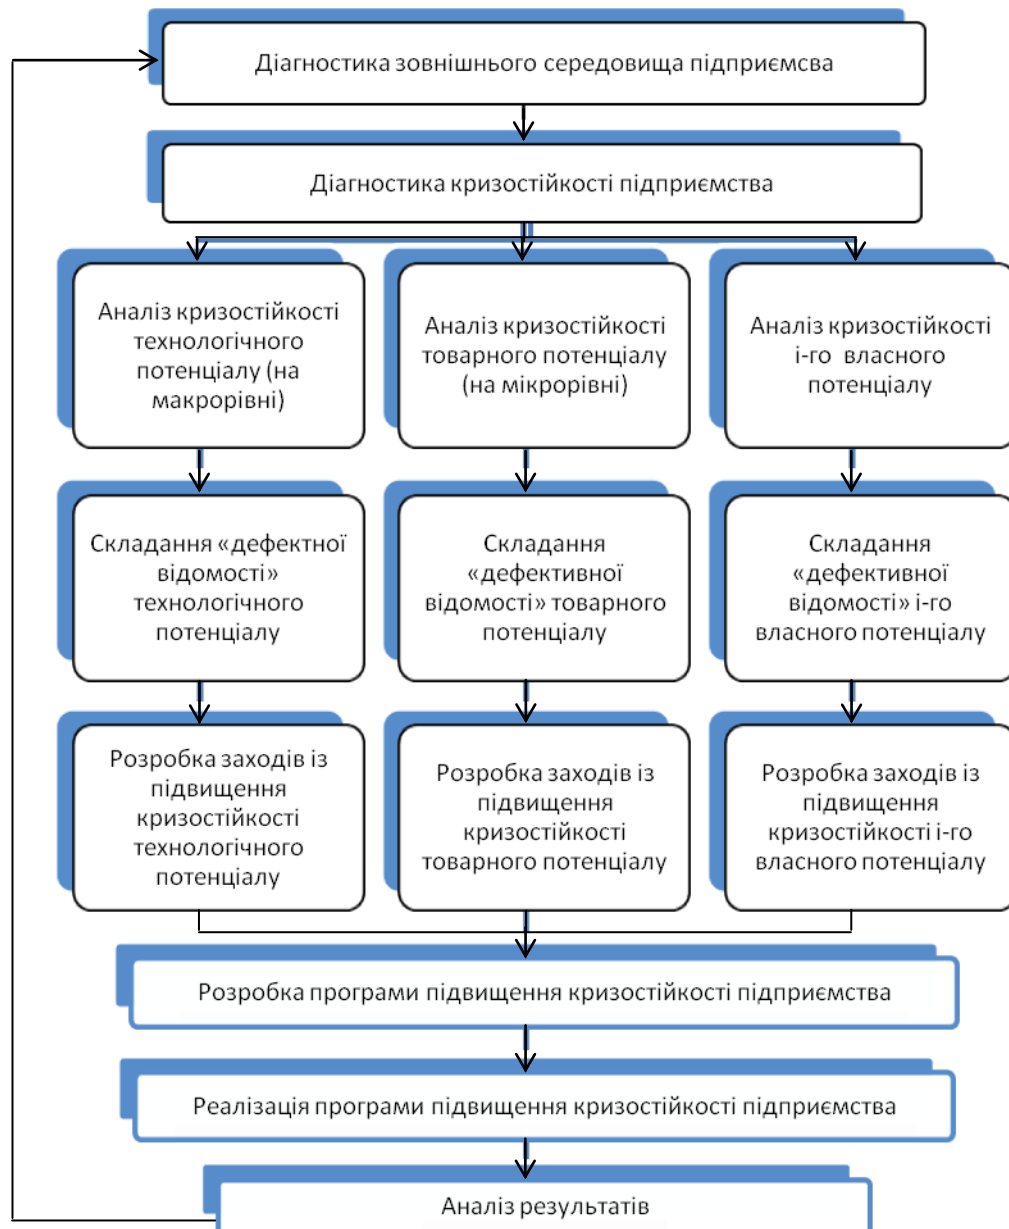 Діагностика зовнішнього середовища підприємсва
Діагностика кризостійкості підприємства
Аналіз кризостійкості
технологічного
потенціалу (на
макрорівні)
Аналіз кризостійкості
товарного потенціалу
(на мікрорівні)
Аналіз кризостійкості
і-го власного
потенціалу
Складання «дефектної
відомості»
технологічного
потенціалу
Складання
«дефективної
відомості» товарного
потенціалу
Складання
«дефективної
відомості» і-го
власного потенціалу
Розробка заходів із
підвищення
кризостійкості
технологічного
потенціалу
Розробка заходів із
підвищення
кризостійкості
товарного потенціалу
Розробка заходів із
підвищення
кризостійкості і-го
власного потенціалу
Розробка програми підвищення кризостійкості підприємства
Реалізація програми підвищення кризостійкості підприємства
Аналіз результатів